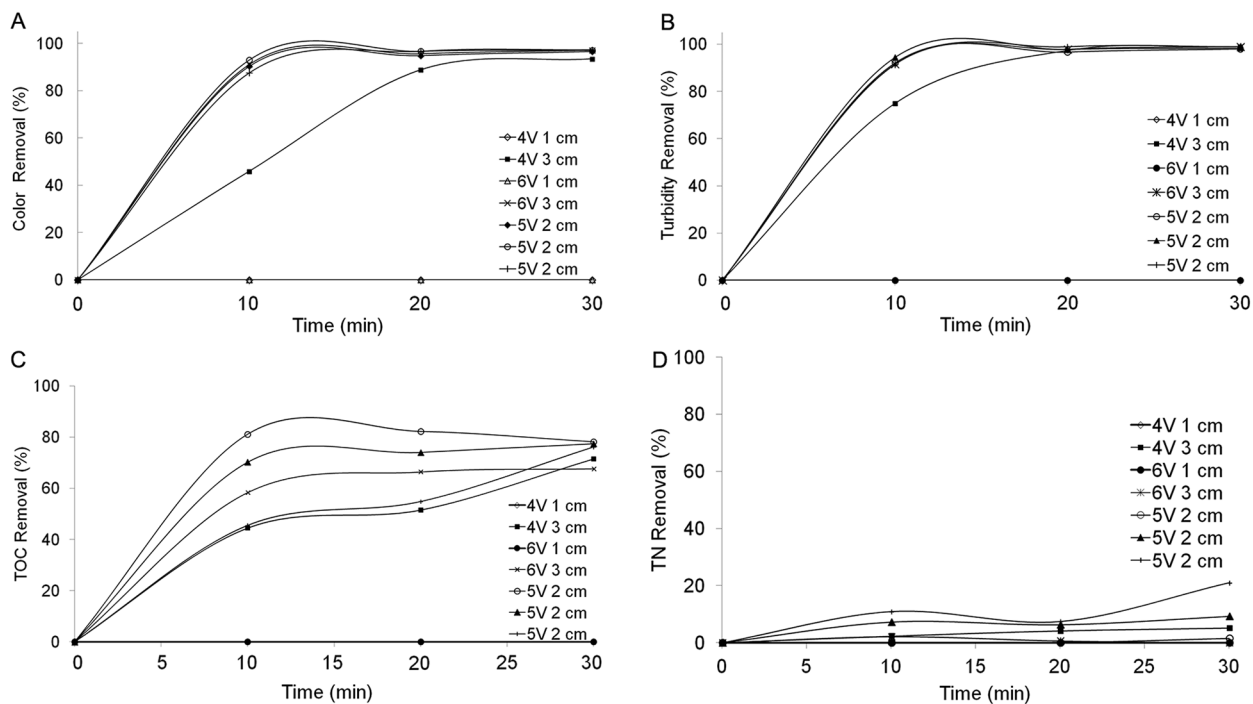 A
Color Removal (%)
100
80
60
40
20
0
0 10 20 30
Time (min)
4V 1 cm
4V 3 cm
6V 1 cm
6V 3 cm
5V 2 cm
5V 2 cm
5V 2 cm
B
Turbidity Removal (%)
100
80
60
40
20
0
0 10 20 30
Time (min)
4V 1 cm
4V 3 cm
6V 1 cm
6V 3 cm
5V 2 cm
5V 2 cm
5V 2 cm
C
TOC Removal (%)
100
80
60
40
20
0
0 5 10 15 20 25 30
Time (min)
4V 1 cm
4V 3 cm
6V 1 cm
6V 3 cm
5V 2 cm
5V 2 cm
5V 2 cm
D
TN Removal (%)
100
80
60
40
20
0
0 5 10 15 20 25 30
Time (min)
4V 1 cm
4V 3 cm
6V 1 cm
6V 3 cm
5V 2 cm
5V 2 cm
5V 2 cm